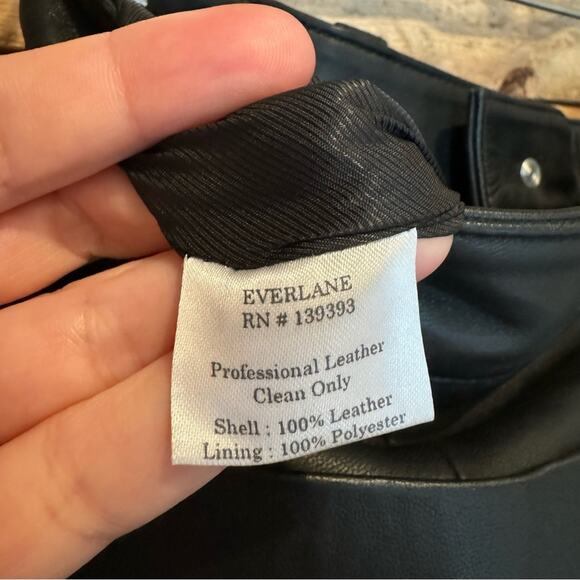 EVERLANE
RN # 139393
Professional Leather
Clean Only
Shell : 100% Leather
Lining : 100% Polyester